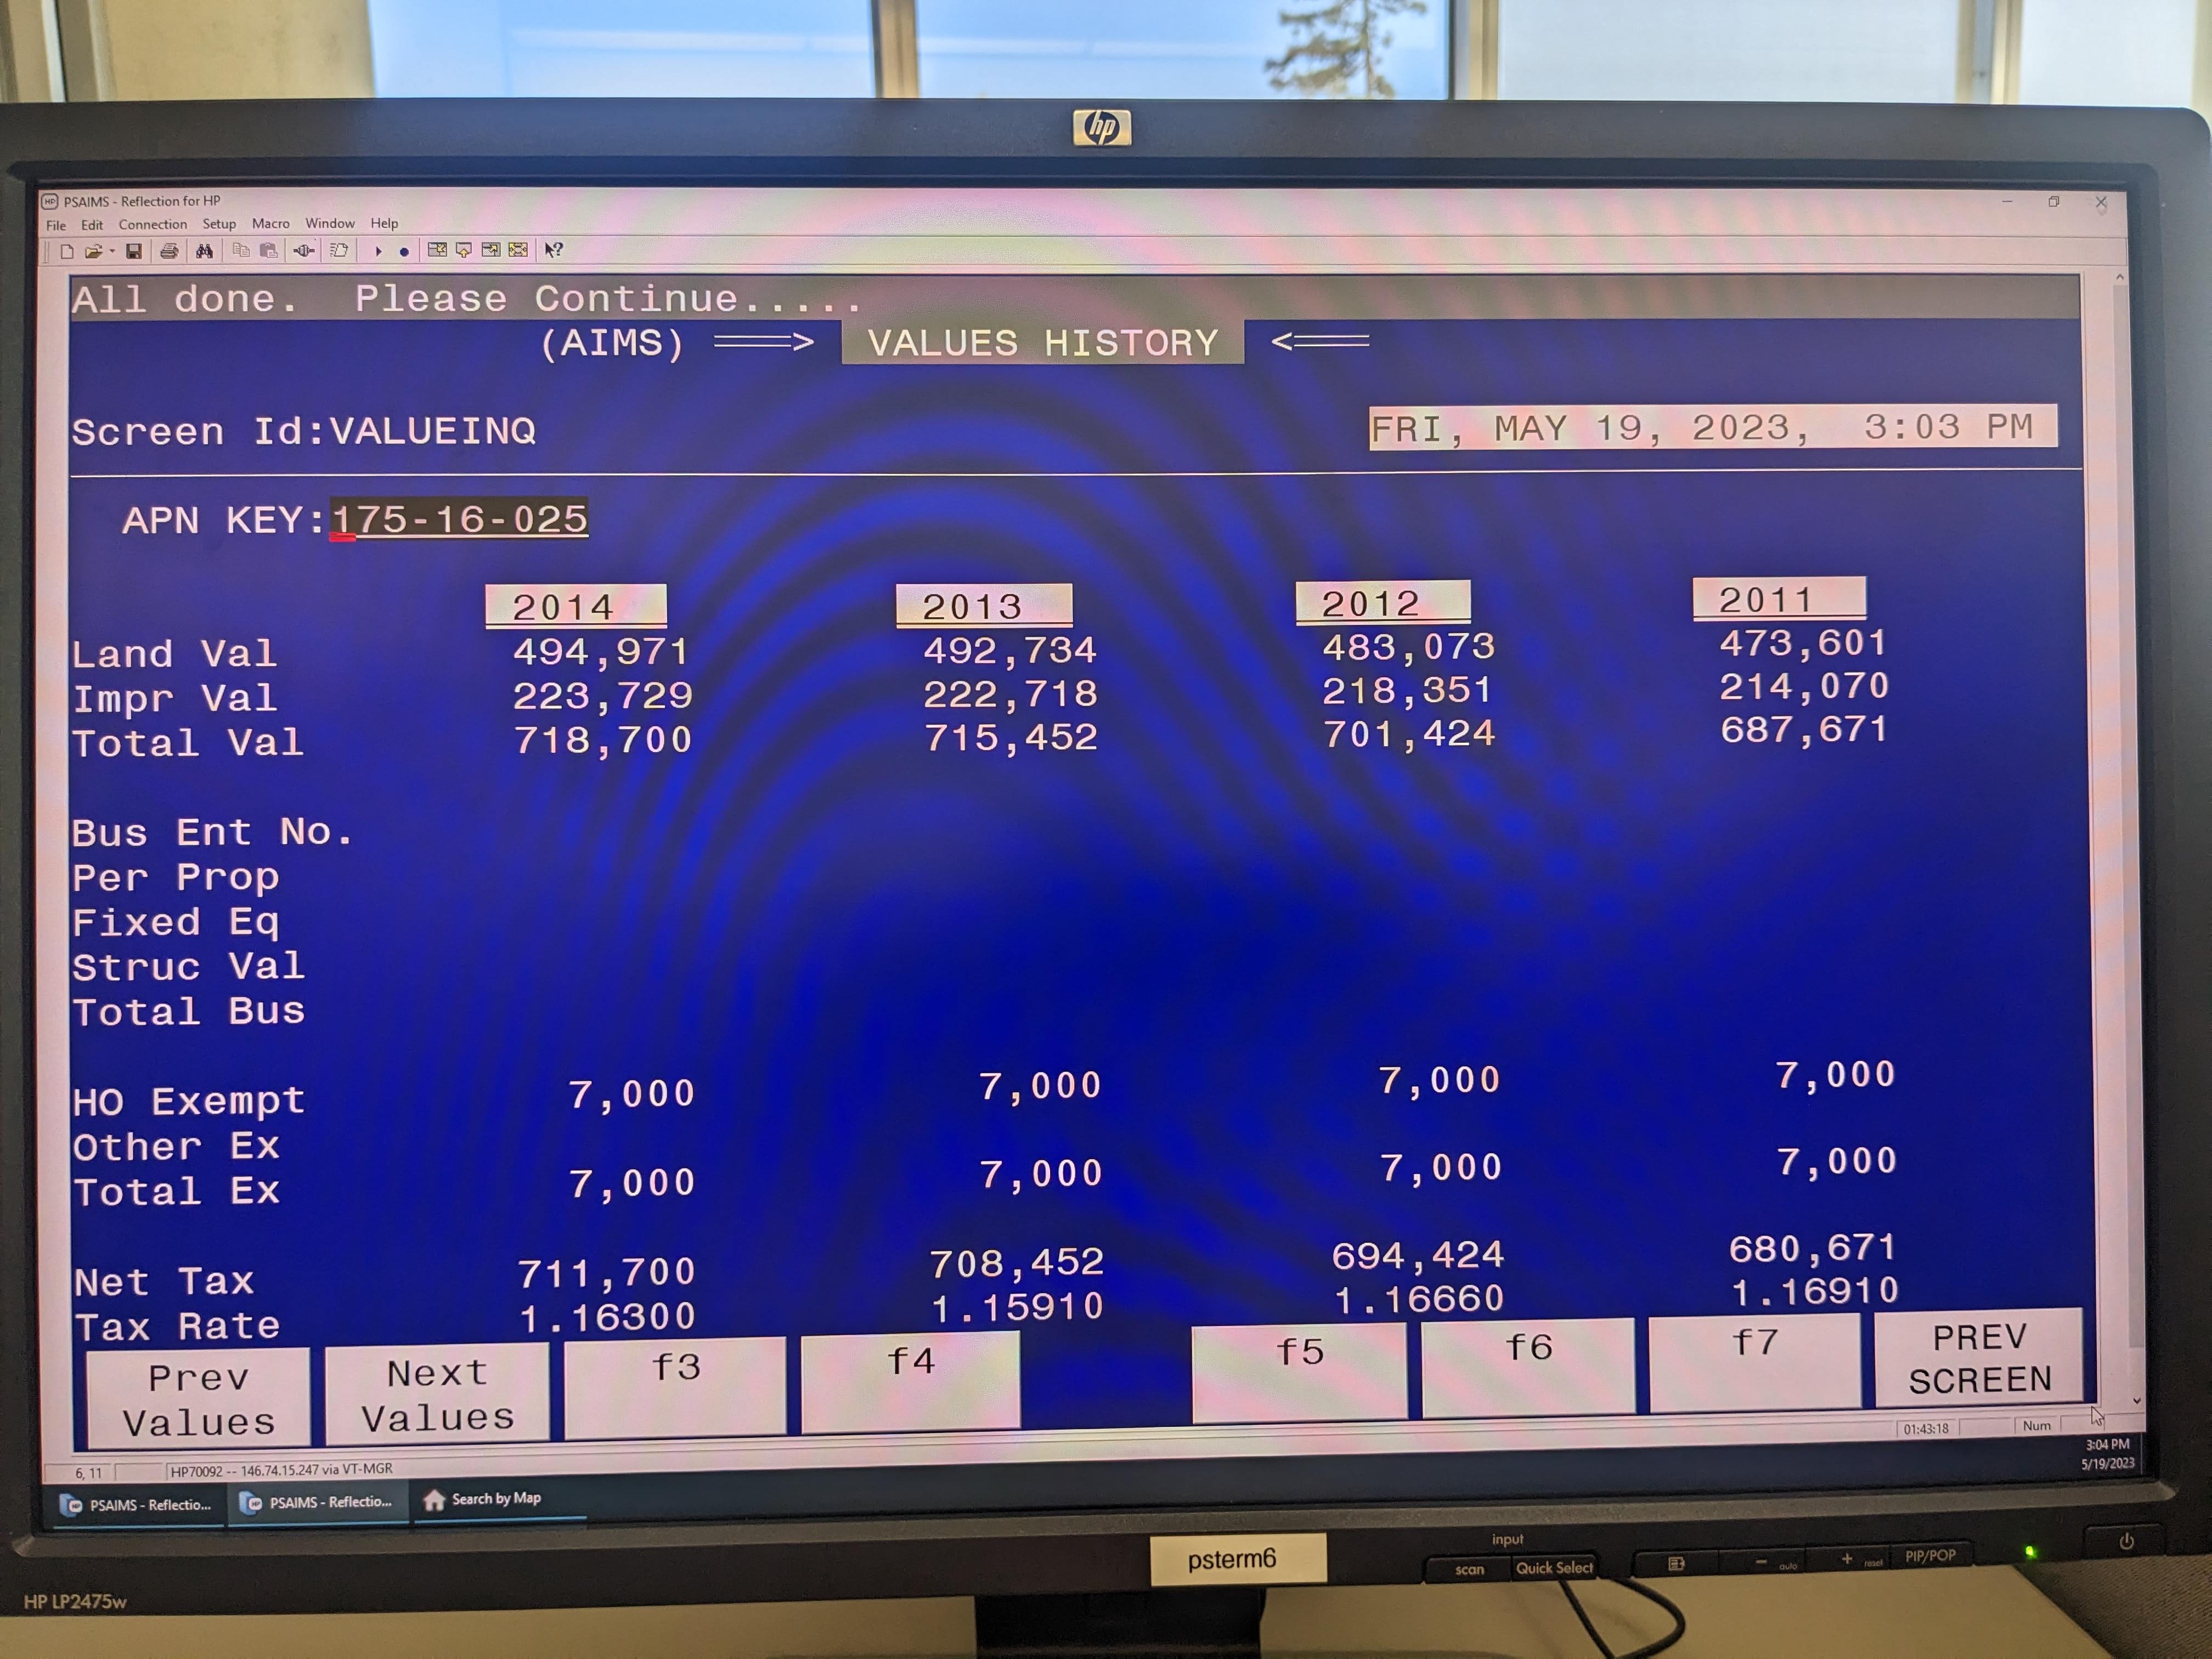 hp
PSAIMS - Reflection for HP
File Edit Connection Setup Macro Window Help
All done. Please Continue.....
(AIMS) ===> VALUES HISTORY <===
Screen Id:VALUEINQ FRI, MAY 19, 2023, 3:03 PM
APN KEY:175-16-025
2014 2013 2012 2011
Land Val 494,971 492,734 483,073 473,601
Impr Val 223,729 222,718 218,351 214,070
Total Val 718,700 715,452 701,424 687,671
Bus Ent No.
Per Prop
Fixed Eq
Struc Val
Total Bus
HO Exempt 7,000 7,000 7,000 7,000
Other Ex
Total Ex 7,000 7,000 7,000 7,000
Net Tax 711,700 708,452 694,424 680,671
Tax Rate 1.16300 1.15910 1.16660 1.16910
Prev Values Next Values f3 f4 f5 f6 f7 PREV SCREEN
01:43:18 Num
6, 11 HP70092 -- 146.74.15.247 via VT-MGR
3:04 PM
5/19/2023
PSAIMS - Reflectio... PSAIMS - Reflectio... Search by Map
psterm6
input
scan Quick Select - auto + reset PIP/POP
HP LP2475w